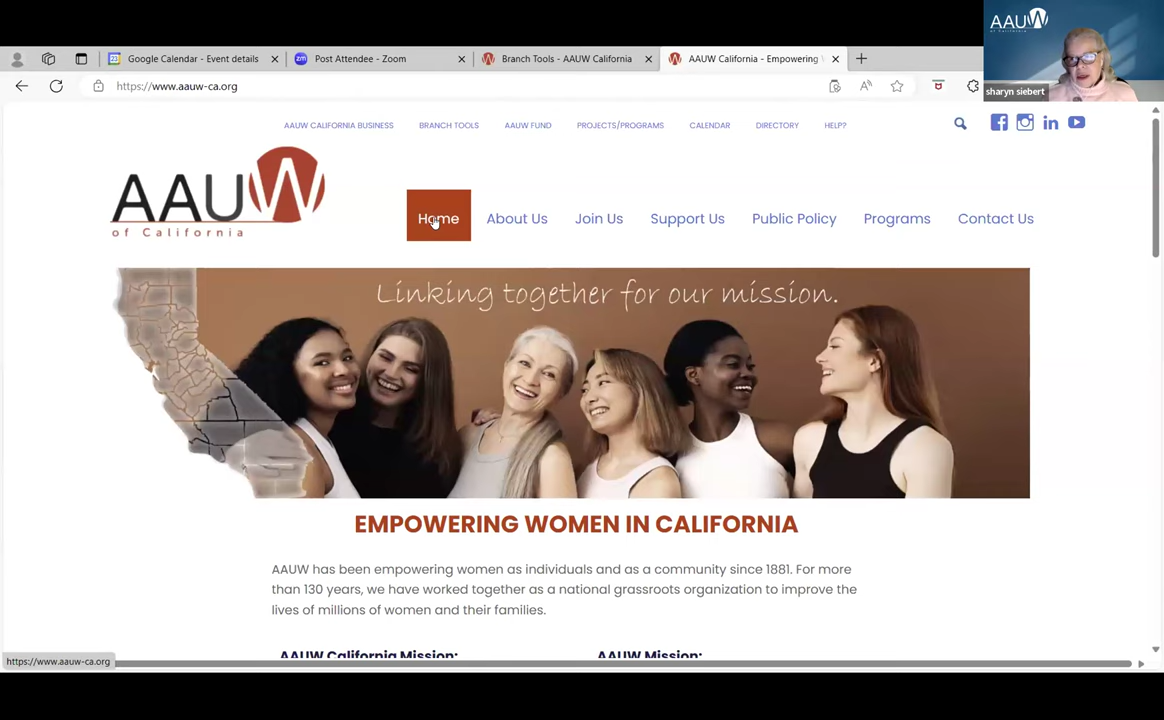 Google Calendar - Event details
Post Attendee - Zoom
Branch Tools - AAUW California
AAUW California - Empowering
AAUW
of California
sharyn siebert
https://www.aauw-ca.org
AAUW CALIFORNIA BUSINESS
BRANCH TOOLS
AAUW FUND
PROJECTS/PROGRAMS
CALENDAR
DIRECTORY
HELP?
AAUW
of California
Home
About Us
Join Us
Support Us
Public Policy
Programs
Contact Us
Linking together for our mission.
EMPOWERING WOMEN IN CALIFORNIA
AAUW has been empowering women as individuals and as a community since 1881. For more
than 130 years, we have worked together as a national grassroots organization to improve the
lives of millions of women and their families.
AAUW California Mission:
AAUW Mission:
https://www.aauw-ca.org